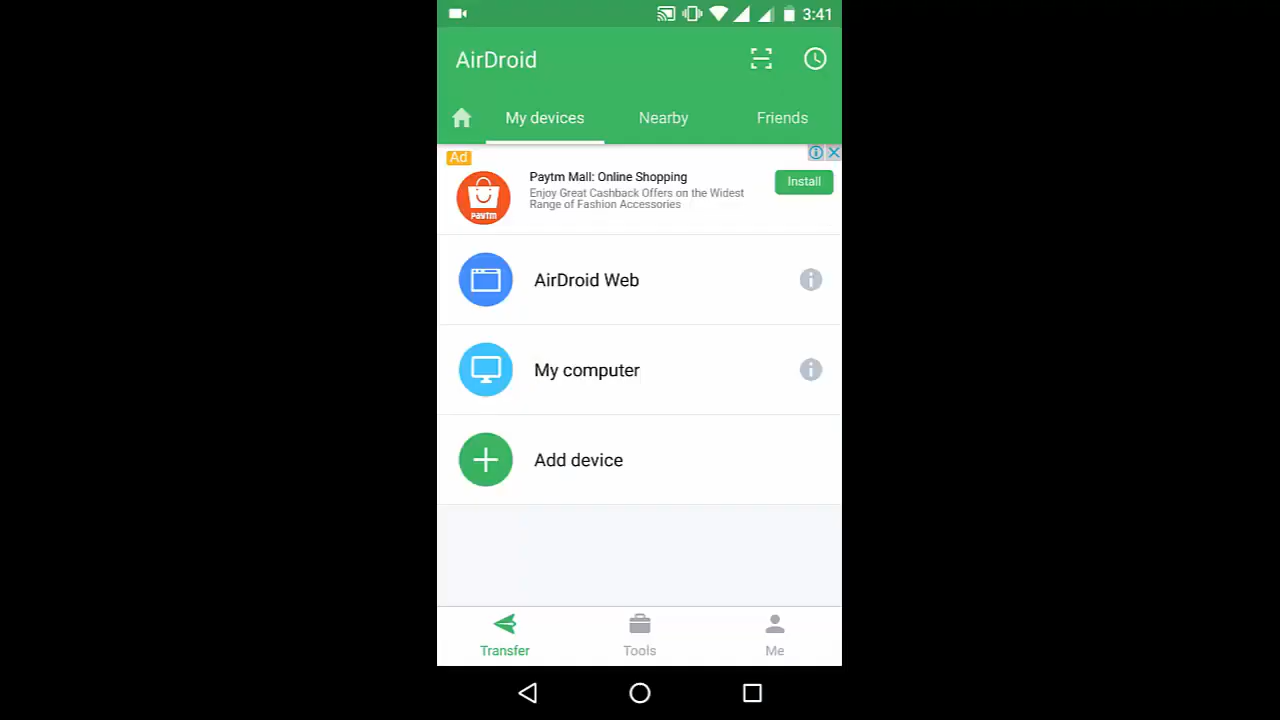 3:41
AirDroid
My devices
Nearby
Friends
Ad
Paytm Mall: Online Shopping
Enjoy Great Cashback Offers on the Widest
Range of Fashion Accessories
Install
Paytm
AirDroid Web
My computer
Add device
Transfer
Tools
Me